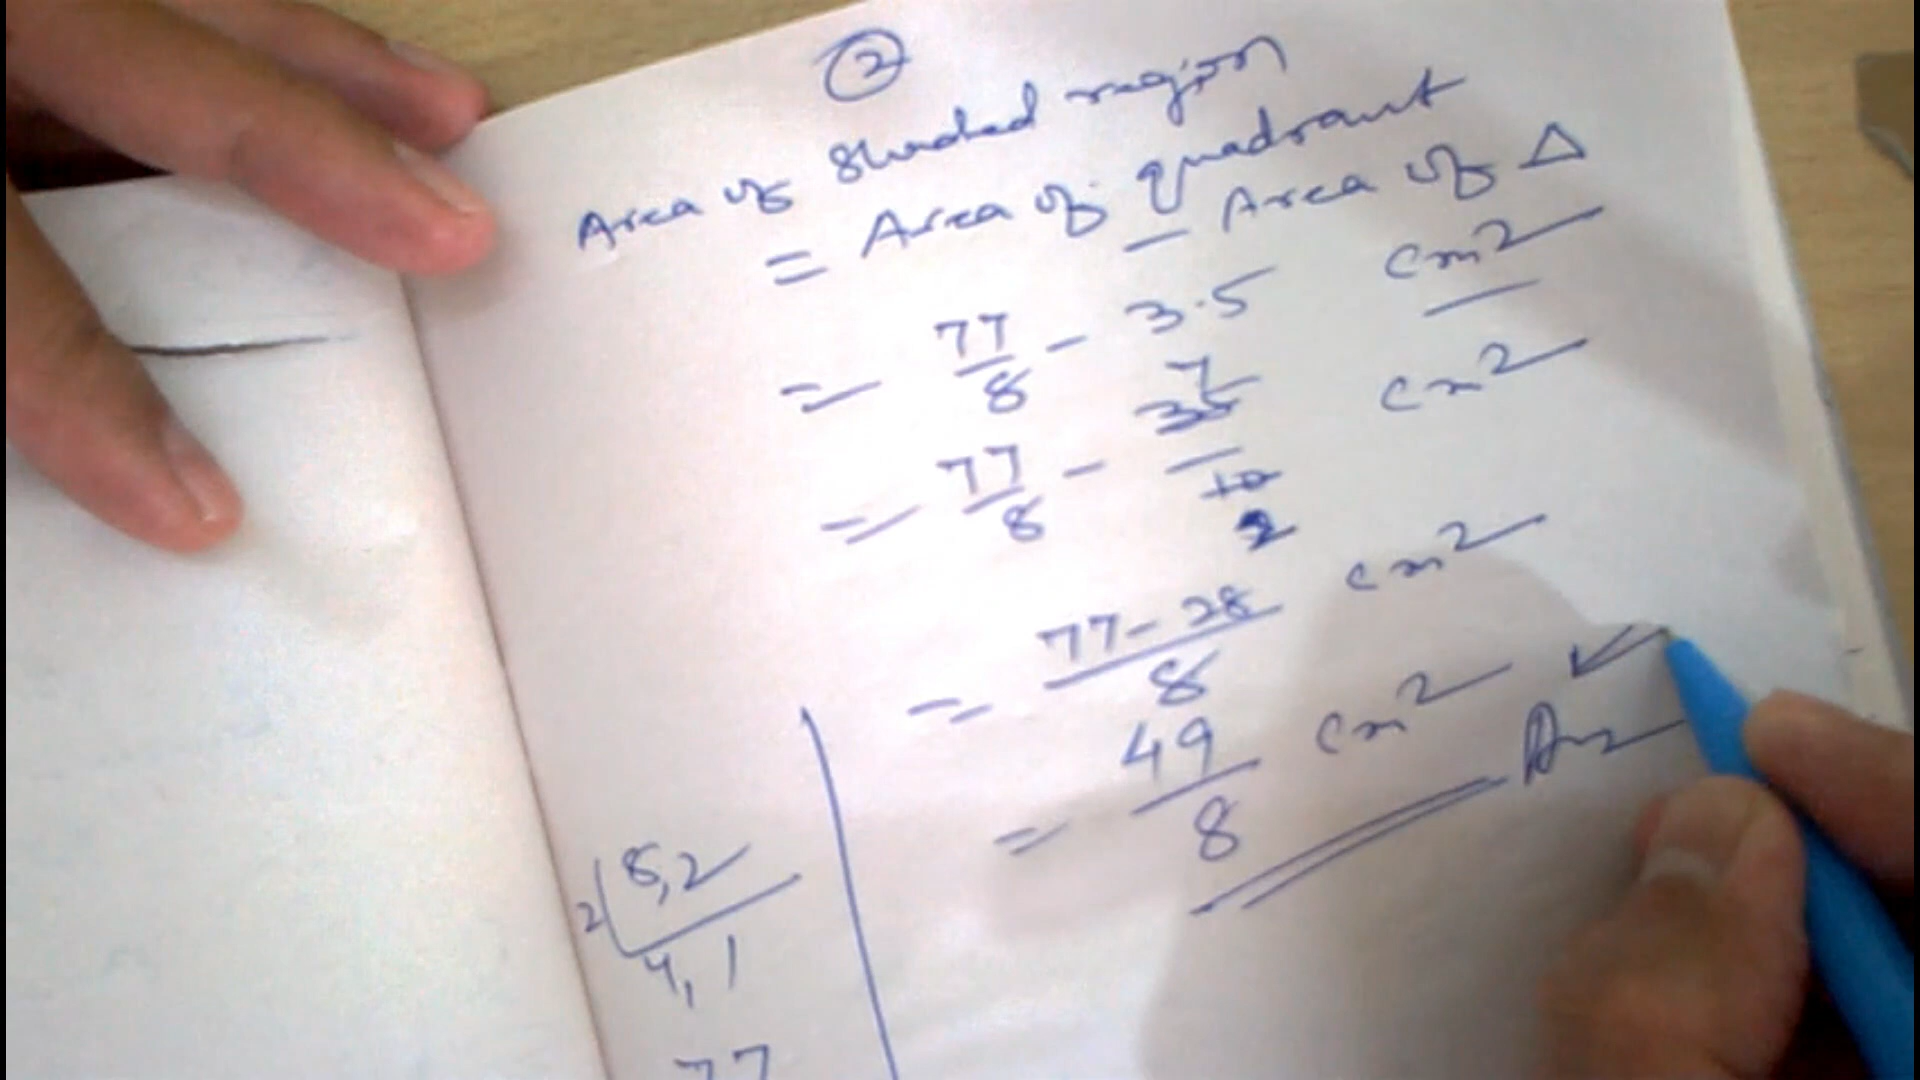 2
Area of shaded region
= Area of quadrant
- Area of Δ
= 77/8 - 3.5 cm²
= 77/8 - 35/10 cm²
7
2
= 77-28/8 cm²
= 49/8 cm² Ans
2 8,2
4,1
77